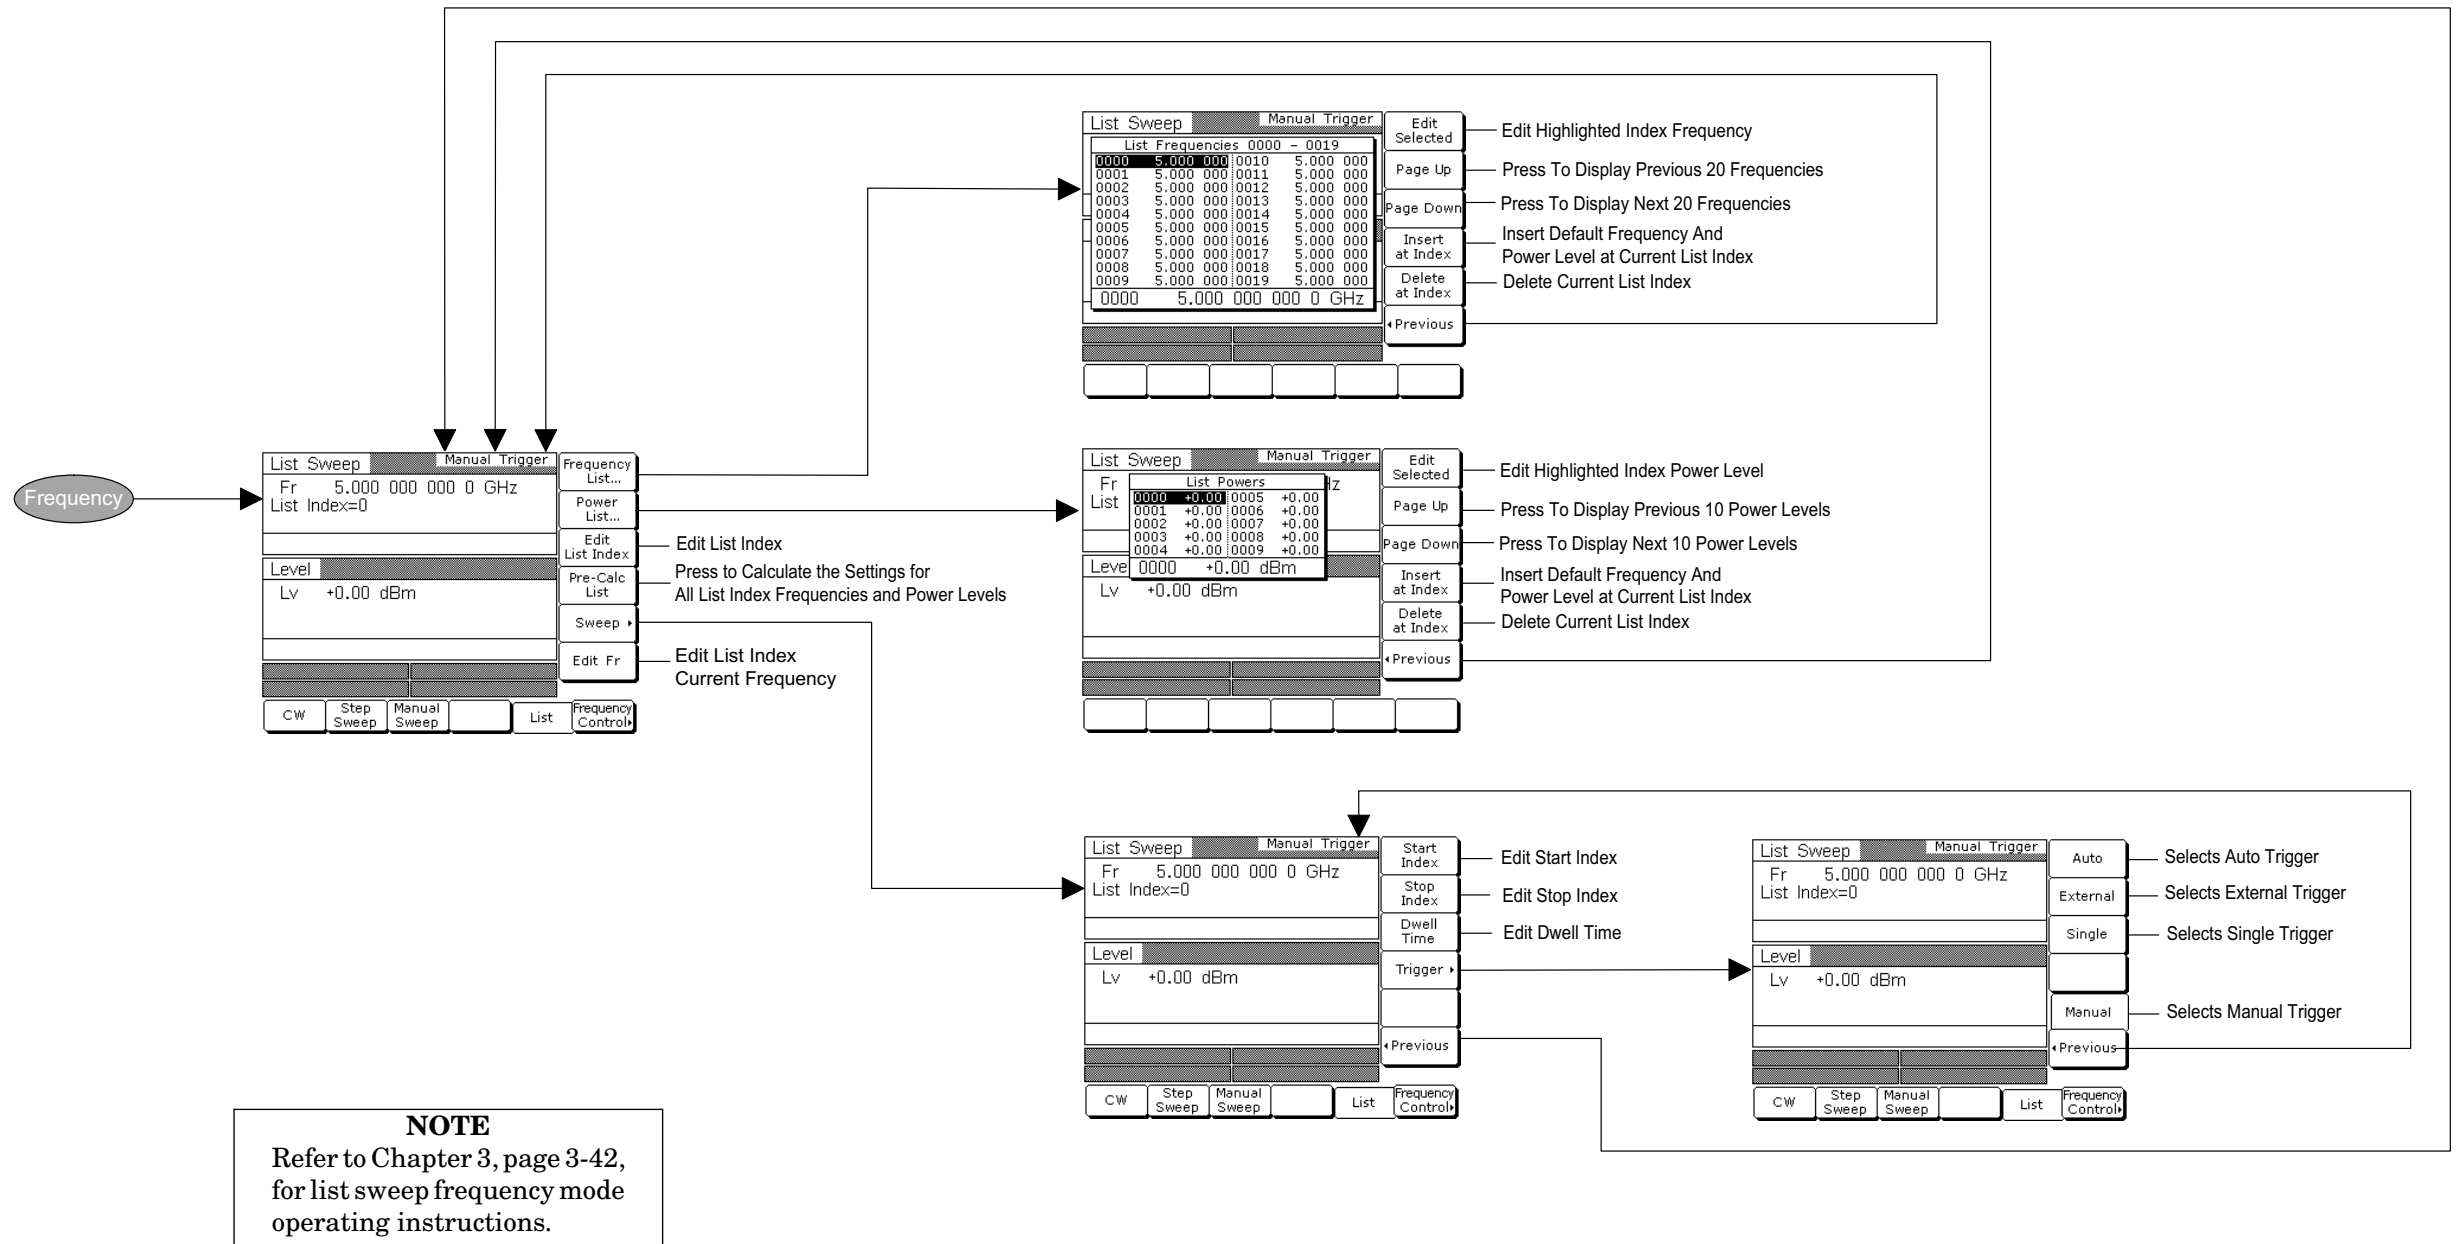 Frequency
List Sweep
Manual Trigger
Fr 5.000 000 000 0 GHz
List Index=0
Level
Lv +0.00 dBm
Frequency
List...
Power
List...
Edit
List Index
Pre-Calc
List
Sweep
Edit Fr
CW
Step
Sweep
Manual
Sweep
List
Frequency
Control
Edit List Index
Press to Calculate the Settings for
All List Index Frequencies and Power Levels
Edit List Index
Current Frequency
List Sweep
Manual Trigger
List Frequencies 0000 - 0019
0000 5.000 000 0010 5.000 000
0001 5.000 000 0011 5.000 000
0002 5.000 000 0012 5.000 000
0003 5.000 000 0013 5.000 000
0004 5.000 000 0014 5.000 000
0005 5.000 000 0015 5.000 000
0006 5.000 000 0016 5.000 000
0007 5.000 000 0017 5.000 000
0008 5.000 000 0018 5.000 000
0009 5.000 000 0019 5.000 000
0000 5.000 000 000 0 GHz
Edit
Selected
Page Up
Page Down
Insert
at Index
Delete
at Index
Previous
Edit Highlighted Index Frequency
Press To Display Previous 20 Frequencies
Press To Display Next 20 Frequencies
Insert Default Frequency And
Power Level at Current List Index
Delete Current List Index
List Sweep
Manual Trigger
Fr
Hz
List
List Powers
0000 +0.00 0005 +0.00
0001 +0.00 0006 +0.00
0002 +0.00 0007 +0.00
0003 +0.00 0008 +0.00
0004 +0.00 0009 +0.00
0000 +0.00 dBm
Leve
Lv +0.00 dBm
Edit
Selected
Page Up
Page Down
Insert
at Index
Delete
at Index
Previous
Edit Highlighted Index Power Level
Press To Display Previous 10 Power Levels
Press To Display Next 10 Power Levels
Insert Default Frequency And
Power Level at Current List Index
Delete Current List Index
List Sweep
Manual Trigger
Fr 5.000 000 000 0 GHz
List Index=0
Level
Lv +0.00 dBm
Start
Index
Stop
Index
Dwell
Time
Trigger
Previous
CW
Step
Sweep
Manual
Sweep
List
Frequency
Control
Edit Start Index
Edit Stop Index
Edit Dwell Time
List Sweep
Manual Trigger
Fr 5.000 000 000 0 GHz
List Index=0
Level
Lv +0.00 dBm
Auto
External
Single
Manual
Previous
CW
Step
Sweep
Manual
Sweep
List
Frequency
Control
Selects Auto Trigger
Selects External Trigger
Selects Single Trigger
Selects Manual Trigger
NOTE
Refer to Chapter 3, page 3-42,
for list sweep frequency mode
operating instructions.